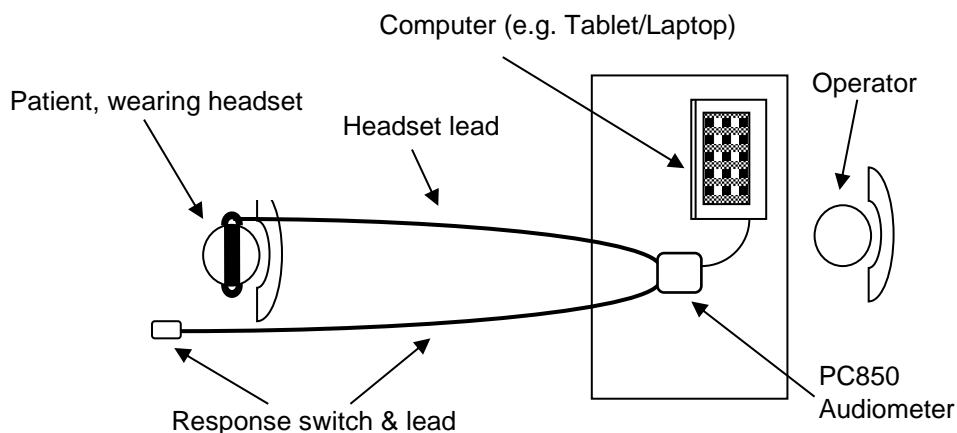 Computer (e.g. Tablet/Laptop)
Operator
Patient, wearing headset
Headset lead
PC850
Audiometer
Response switch & lead